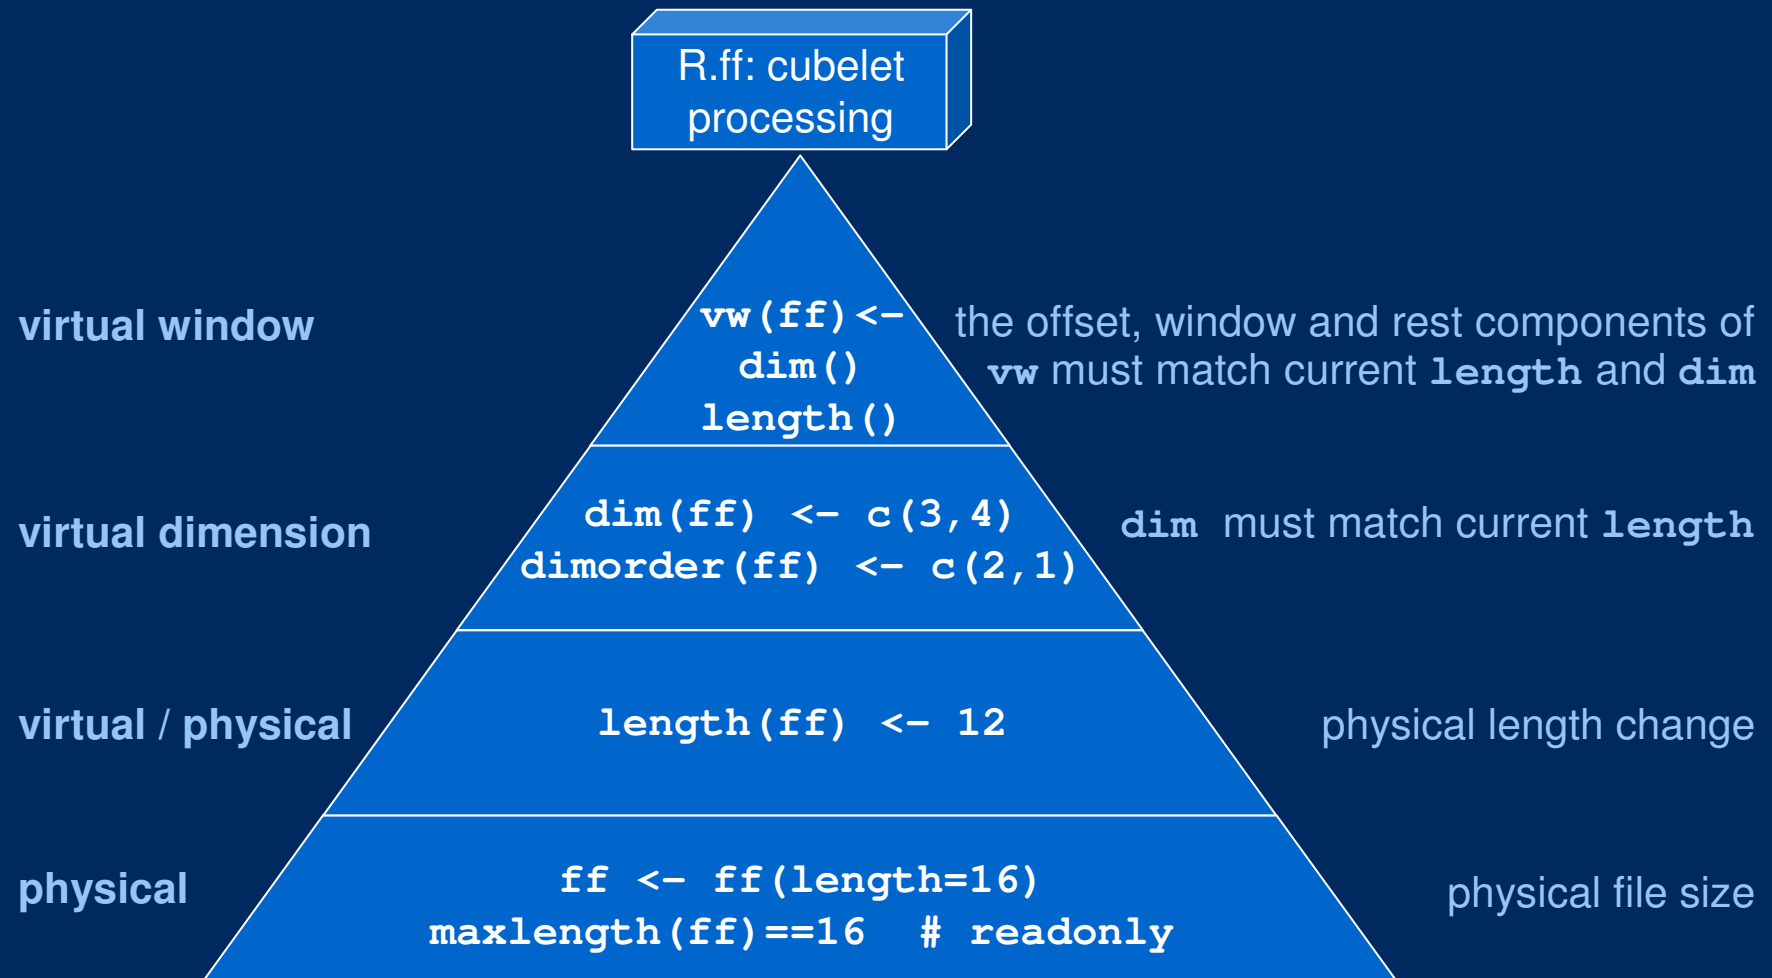 R.ff: cubelet
processing
virtual window
vw(ff)<-
dim()
length()
the offset, window and rest components of
vw must match current length and dim
virtual dimension
dim(ff) <- c(3,4)
dimorder(ff) <- c(2,1)
dim must match current length
virtual / physical
length(ff) <- 12
physical length change
physical
ff <- ff(length=16)
maxlength(ff)==16 # readonly
physical file size